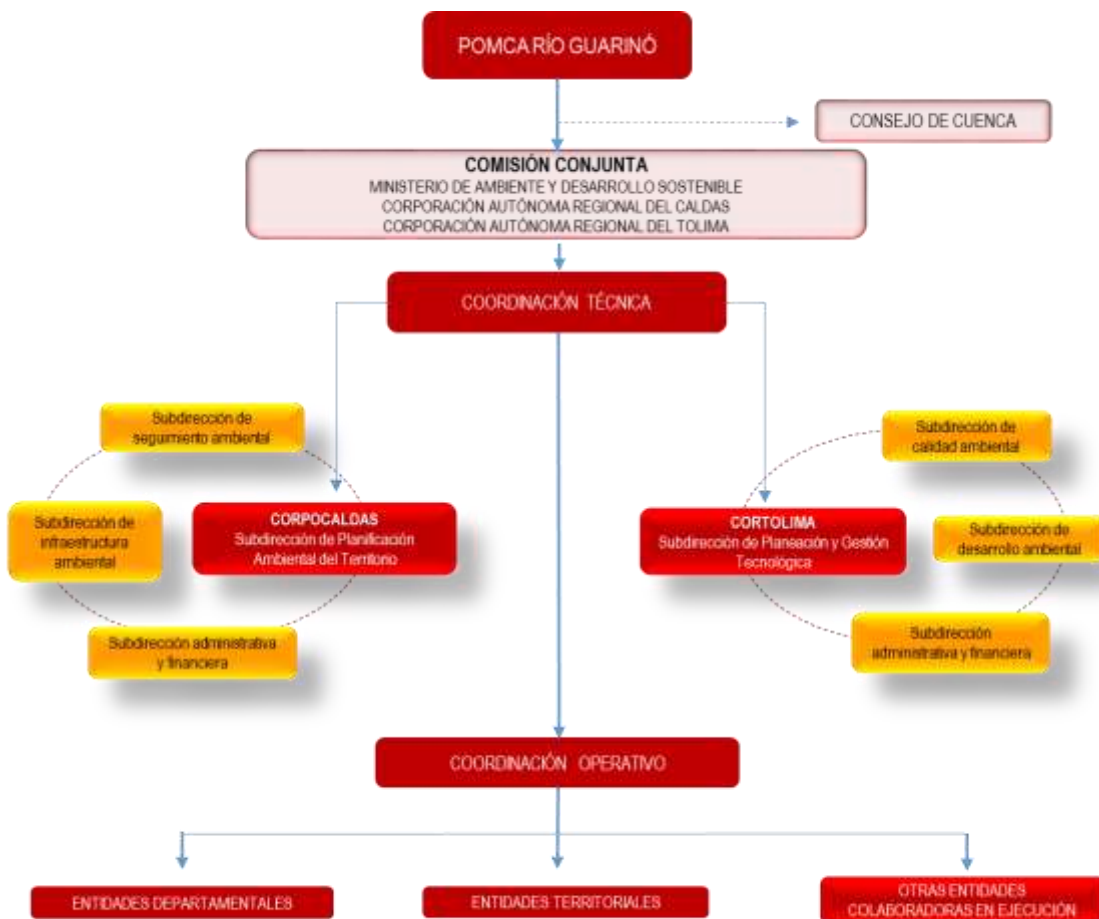 POMCA RÍO GUARINÓ
CONSEJO DE CUENCA
COMISIÓN CONJUNTA
MINISTERIO DE AMBIENTE Y DESARROLLO SOSTENIBLE
CORPORACIÓN AUTÓNOMA REGIONAL DEL CALDAS
CORPORACIÓN AUTÓNOMA REGIONAL DEL TOLIMA
COORDINACIÓN TÉCNICA
Subdirección de
seguimiento ambiental
Subdirección de
infraestructura
ambiental
CORPOCALDAS
Subdirección de Planificación
Ambiental del Territorio
Subdirección administrativa
y financiera
Subdirección de
calidad ambiental
CORTOLIMA
Subdirección de Planeación y Gestión
Tecnológica
Subdirección de
desarrollo ambiental
Subdirección
administrativa y financiera
COORDINACIÓN OPERATIVO
ENTIDADES DEPARTAMENTALES
ENTIDADES TERRITORIALES
OTRAS ENTIDADES
COLABORADORAS EN EJECUCIÓN